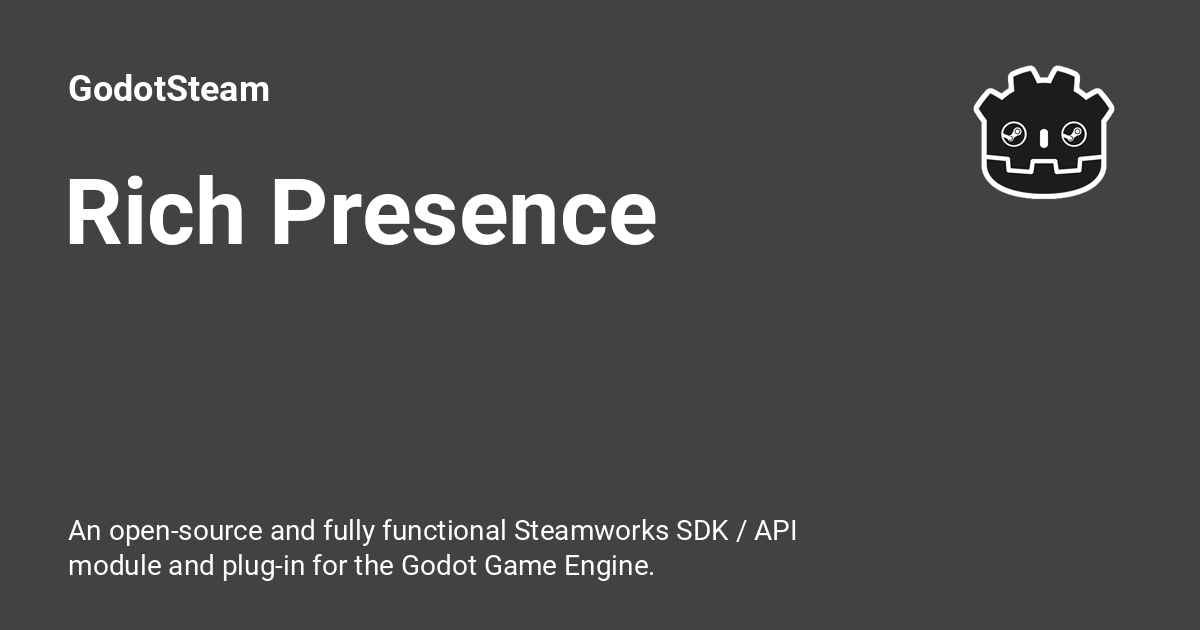 GodotSteam
Rich Presence
An open-source and fully functional Steamworks SDK / API
module and plug-in for the Godot Game Engine.